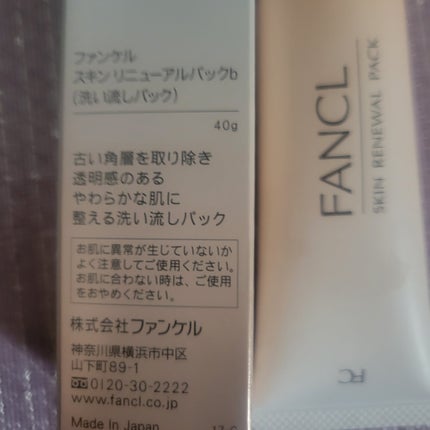 ファンケル
スキン リニューアルパックb
(洗い流しパック)
40g
古い角層を取り除き
透明感のある
やわらかな肌に
整える洗い流しパック
お肌に異常が生じていないか
よく注意してご使用ください。
お肌に合わない時は、ご使用
をおやめください。
株式会社ファンケル
神奈川県横浜市中区
山下町89-1
0120-30-2222
www.fancl.co.jp
Made In Japan
FANCL
SKIN RENEWAL PACK
FC